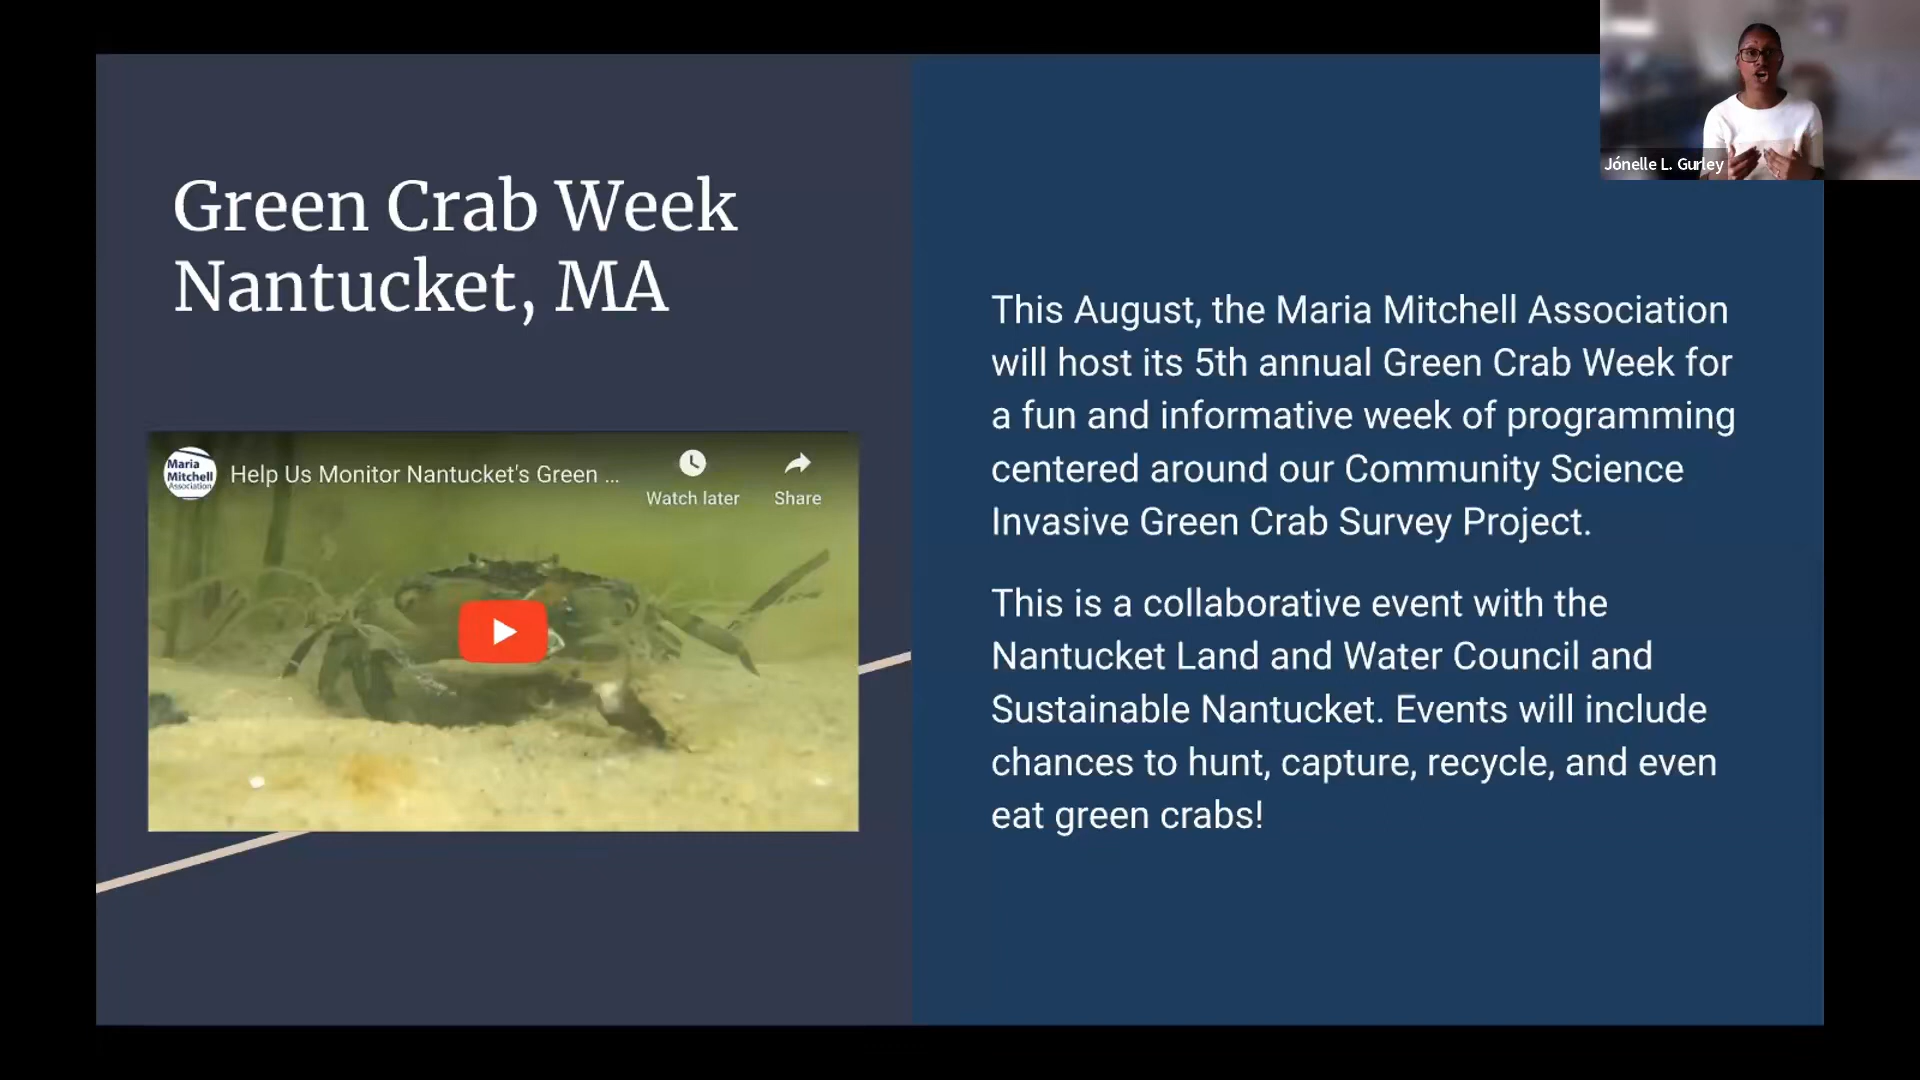 Jónelle L. Gurley
Green Crab Week
Nantucket, MA
Maria
Mitchell
Association
Help Us Monitor Nantucket's Green ...
Watch later
Share
This August, the Maria Mitchell Association
will host its 5th annual Green Crab Week for
a fun and informative week of programming
centered around our Community Science
Invasive Green Crab Survey Project.
This is a collaborative event with the
Nantucket Land and Water Council and
Sustainable Nantucket. Events will include
chances to hunt, capture, recycle, and even
eat green crabs!